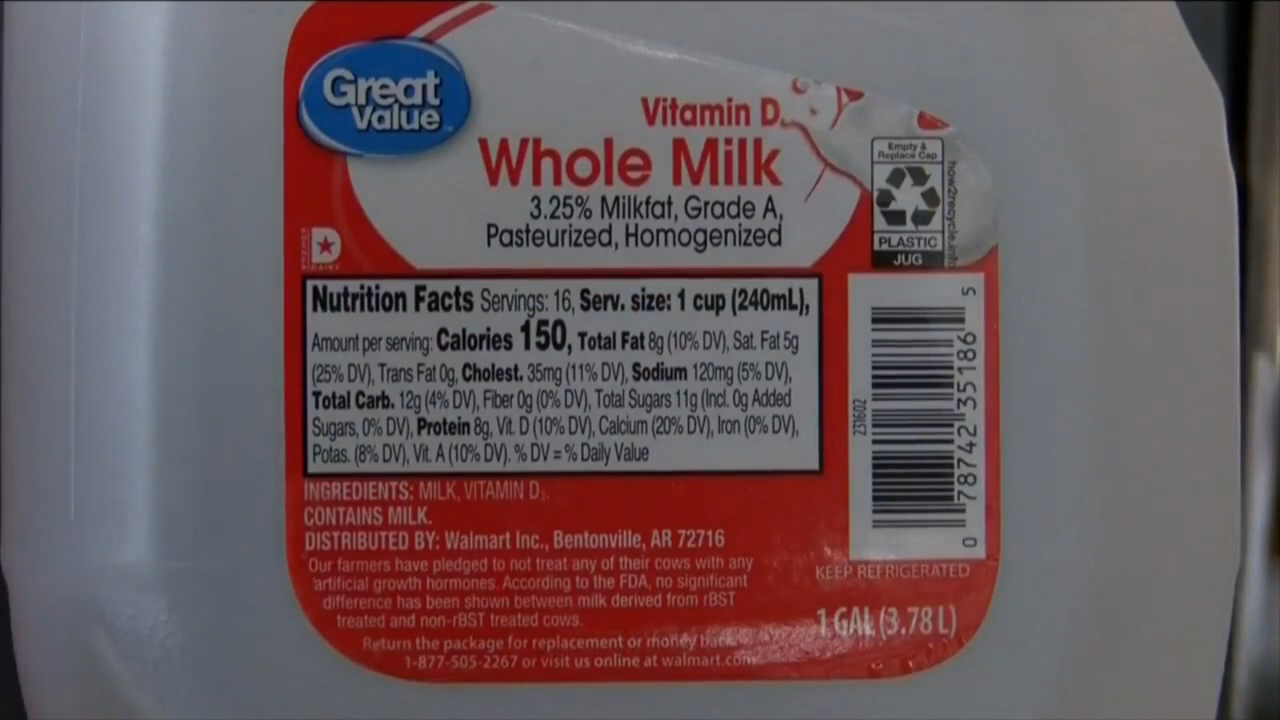 Great
Value™
Vitamin D
Whole Milk
3.25% Milkfat, Grade A,
Pasteurized, Homogenized
Empty &
Replace Cap
how2recycle.info
PLASTIC
JUG
D
DAIRY
Nutrition Facts Servings: 16, Serv. size: 1 cup (240mL),
Amount per serving: Calories 150, Total Fat 8g (10% DV), Sat. Fat 5g
(25% DV), Trans Fat 0g, Cholest. 35mg (11% DV), Sodium 120mg (5% DV),
Total Carb. 12g (4% DV), Fiber 0g (0% DV), Total Sugars 11g (Incl. 0g Added
Sugars, 0% DV), Protein 8g, Vit. D (10% DV), Calcium (20% DV), Iron (0% DV),
Potas. (8% DV), Vit. A (10% DV). % DV = % Daily Value
231602
0 78742 35186 5
INGREDIENTS: MILK, VITAMIN D₃.
CONTAINS MILK.
DISTRIBUTED BY: Walmart Inc., Bentonville, AR 72716
Our farmers have pledged to not treat any of their cows with any
artificial growth hormones. According to the FDA, no significant
difference has been shown between milk derived from rBST
treated and non-rBST treated cows.
Return the package for replacement or money back.
1-877-505-2267 or visit us online at walmart.com
KEEP REFRIGERATED
1 GAL (3.78 L)